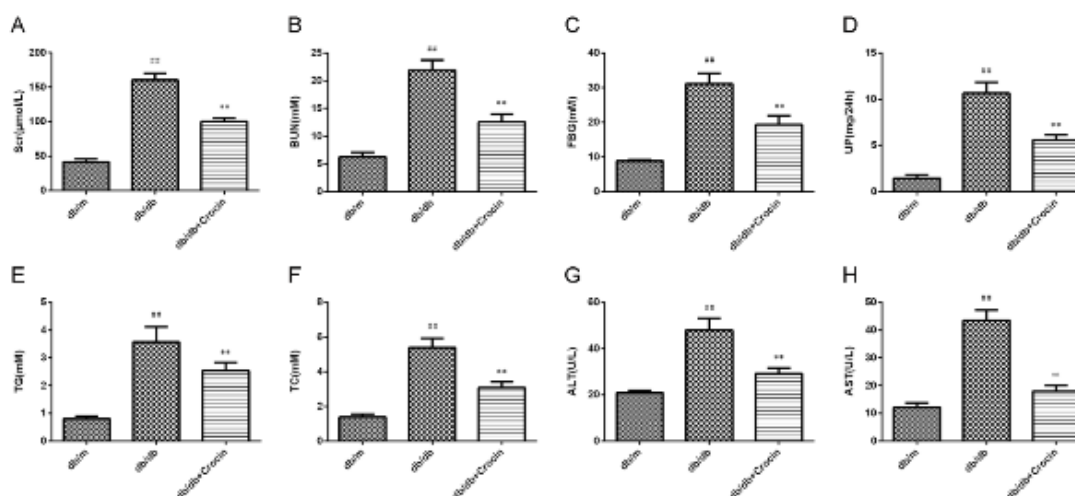 A
Scr(μmol/L)
200
150
100
50
0
**
db/m
db/db
db/db+Crocin
B
BUN(mM)
25
20
15
10
5
0
##
**
db/m
db/db
db/db+Crocin
C
FBG(mM)
40
30
20
10
0
##
**
db/m
db/db
db/db+Crocin
D
UP(mg/24h)
15
10
5
0
##
**
db/m
db/db
db/db+Crocin
E
TG(mM)
5
4
3
2
1
0
##
**
db/m
db/db
db/db+Crocin
F
TC(mM)
8
6
4
2
0
**
db/m
db/db
db/db+Crocin
G
ALT(U/L)
60
40
20
0
##
**
db/m
db/db
db/db+Crocin
H
AST(U/L)
50
40
30
20
10
0
##
db/m
db/db
db/db+Crocin